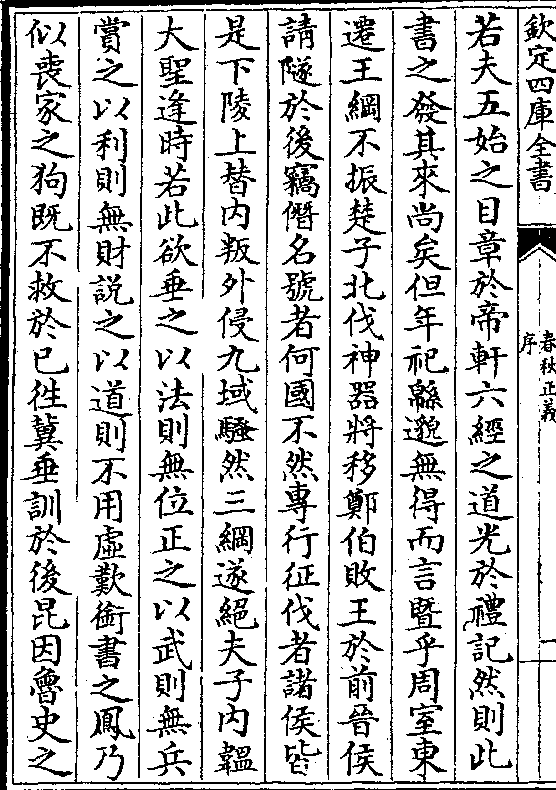 欽定四庫全書
春秋正義
序
一
若夫五始之目章於帝軒六經之道光於禮記然則此
書之發其來尚矣但年祀緜邈無得而言暨乎周室東
遷王綱不振楚子北伐神器將移鄭伯敗王於前晉侯
請隧於後竊僭名號者何國不然專行征伐者諸侯皆
是下陵上替內叛外侵九域騷然三綱遂絕夫子內韞
大聖逢時若此欲垂之以法則無位正之以武則無兵
賞之以利則無財説之以道則不用虛歎銜書之鳳乃
似喪家之狗既不救於已徃冀垂訓於後昆因魯史之